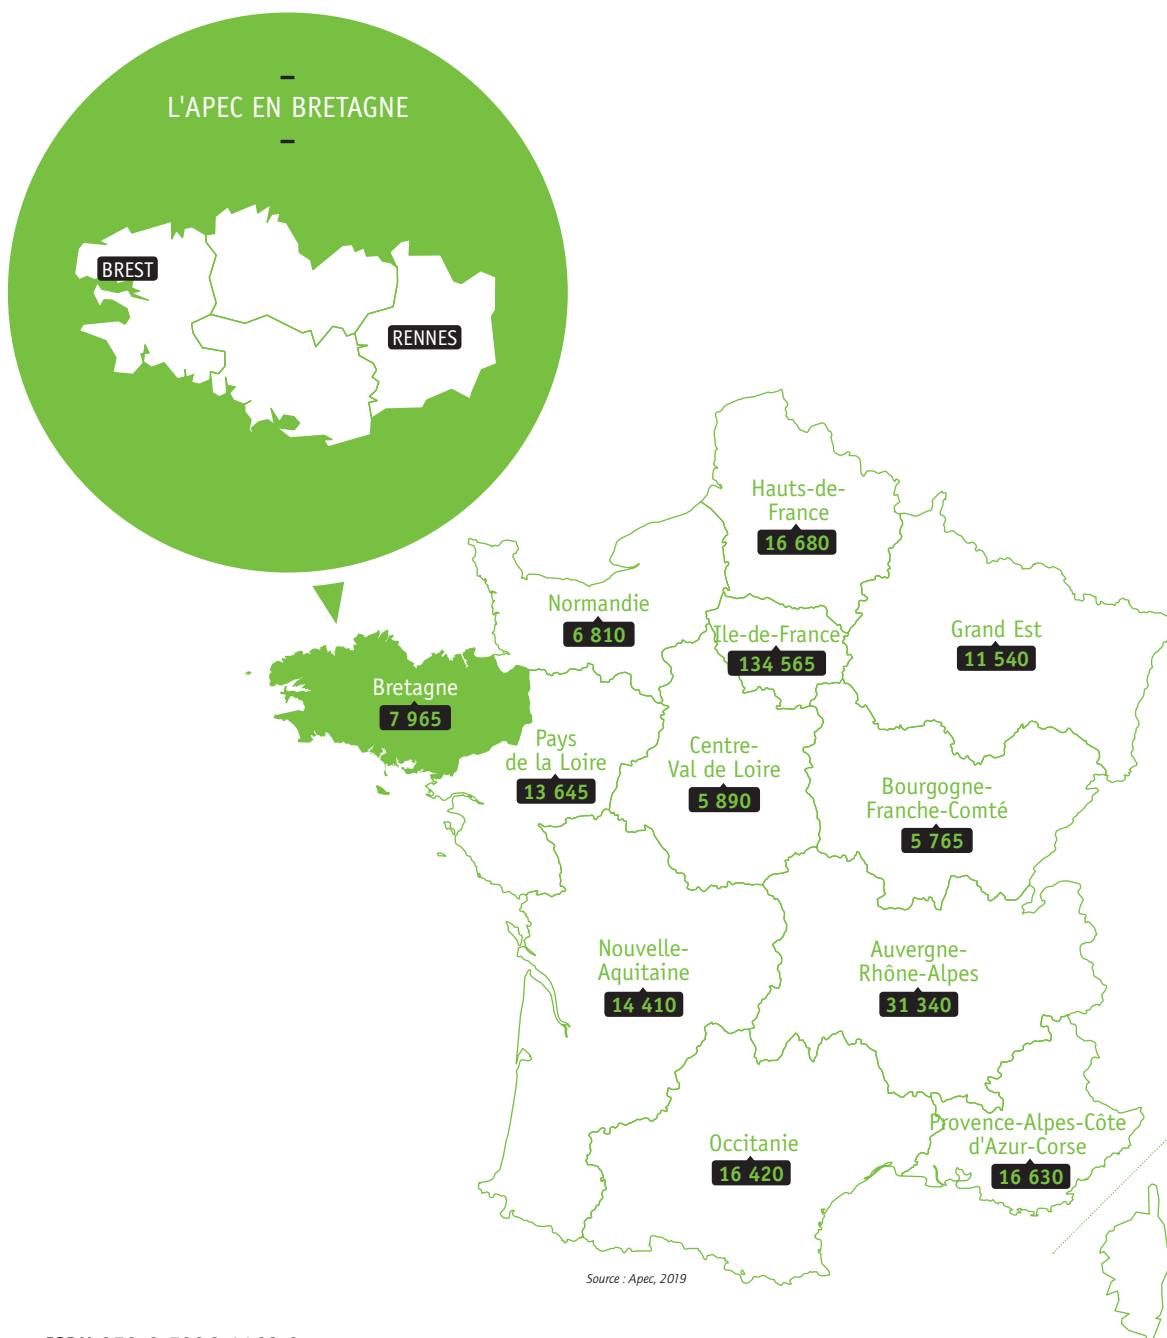 L'APEC EN BRETAGNE
BREST
RENNES
Hauts-de-
France
16 680
Normandie
6 810
Ile-de-France
134 565
Grand Est
11 540
Bretagne
7 965
Pays
de la Loire
13 645
Centre-
Val de Loire
5 890
Bourgogne-
Franche-Comté
5 765
Nouvelle-
Aquitaine
14 410
Auvergne-
Rhône-Alpes
31 340
Occitanie
16 420
Provence-Alpes-Côte
d'Azur-Corse
16 630
Source : Apec, 2019